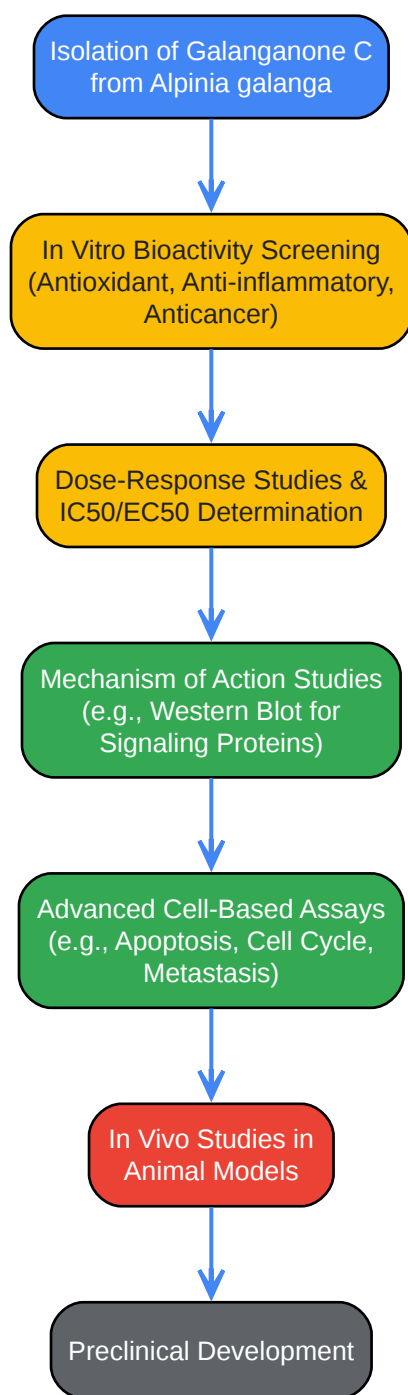 Isolation of Galanganone C
from Alpinia galanga
In Vitro Bioactivity Screening
(Antioxidant, Anti-inflammatory,
Anticancer)
Dose-Response Studies &
IC50/EC50 Determination
Mechanism of Action Studies
(e.g., Western Blot for
Signaling Proteins)
Advanced Cell-Based Assays
(e.g., Apoptosis, Cell Cycle,
Metastasis)
In Vivo Studies in
Animal Models
Preclinical Development